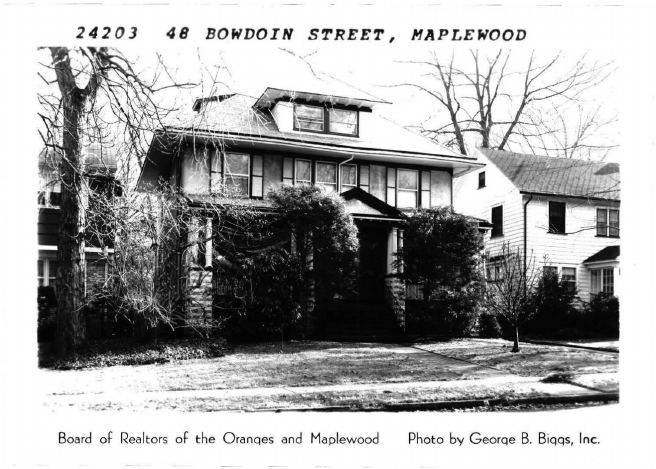 24203 48 BOWDOIN STREET, MAPLEWOOD
Board of Realtors of the Oranges and Maplewood Photo by George B. Biggs, Inc.